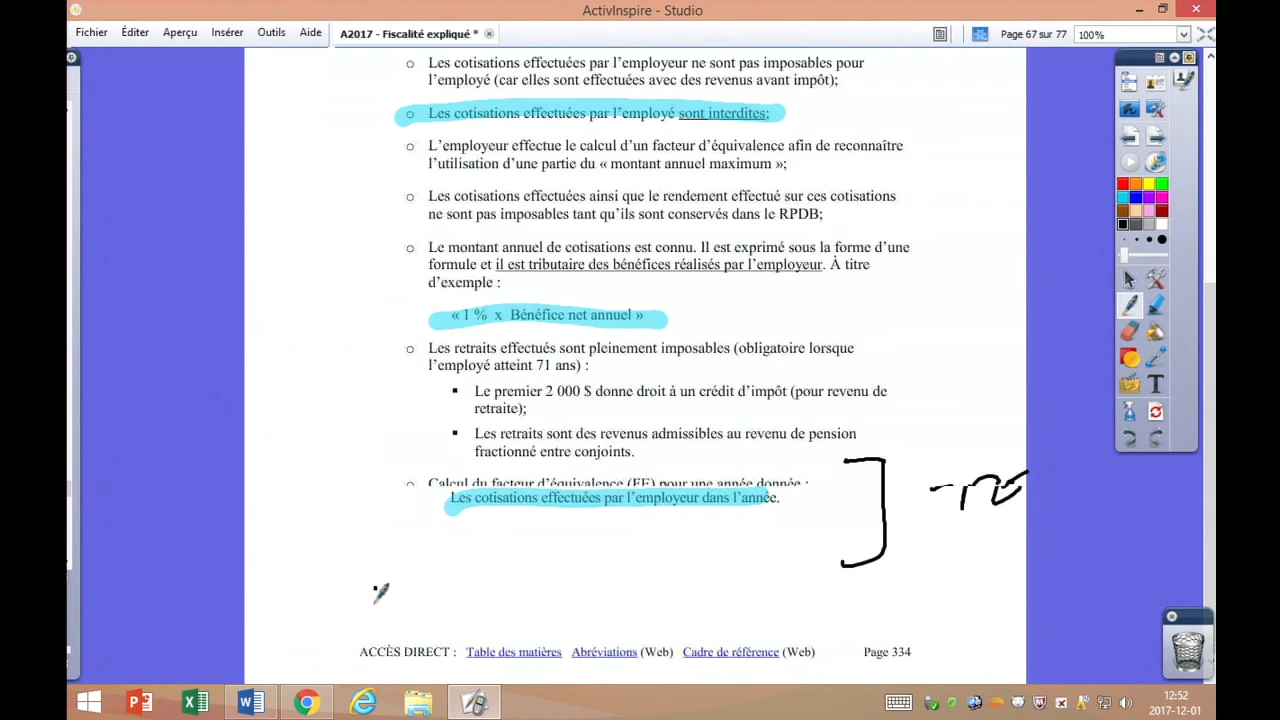 ActivInspire - Studio
Fichier Éditer Aperçu Insérer Outils Aide
A2017 - Fiscalité expliqué *
Page 67 sur 77
100%
Les cotisations effectuées par l'employeur ne sont pas imposables pour
l'employé (car elles sont effectuées avec des revenus avant impôt);
Les cotisations effectuées par l'employé sont interdites;
L'employeur effectue le calcul d'un facteur d'équivalence afin de reconnaître
l'utilisation d'une partie du « montant annuel maximum »;
Les cotisations effectuées ainsi que le rendement effectué sur ces cotisations
ne sont pas imposables tant qu'ils sont conservés dans le RPDB;
Le montant annuel de cotisations est connu. Il est exprimé sous la forme d'une
formule et il est tributaire des bénéfices réalisés par l'employeur. À titre
d'exemple :
« 1 % x Bénéfice net annuel »
Les retraits effectués sont pleinement imposables (obligatoire lorsque
l'employé atteint 71 ans) :
Le premier 2 000 $ donne droit à un crédit d'impôt (pour revenu de
retraite);
Les retraits sont des revenus admissibles au revenu de pension
fractionné entre conjoints.
Calcul du facteur d'équivalence (FE) pour une année donnée :
Les cotisations effectuées par l'employeur dans l'année.
ACCÈS DIRECT : Table des matières Abréviations (Web) Cadre de référence (Web) Page 334
12:52
2017-12-01